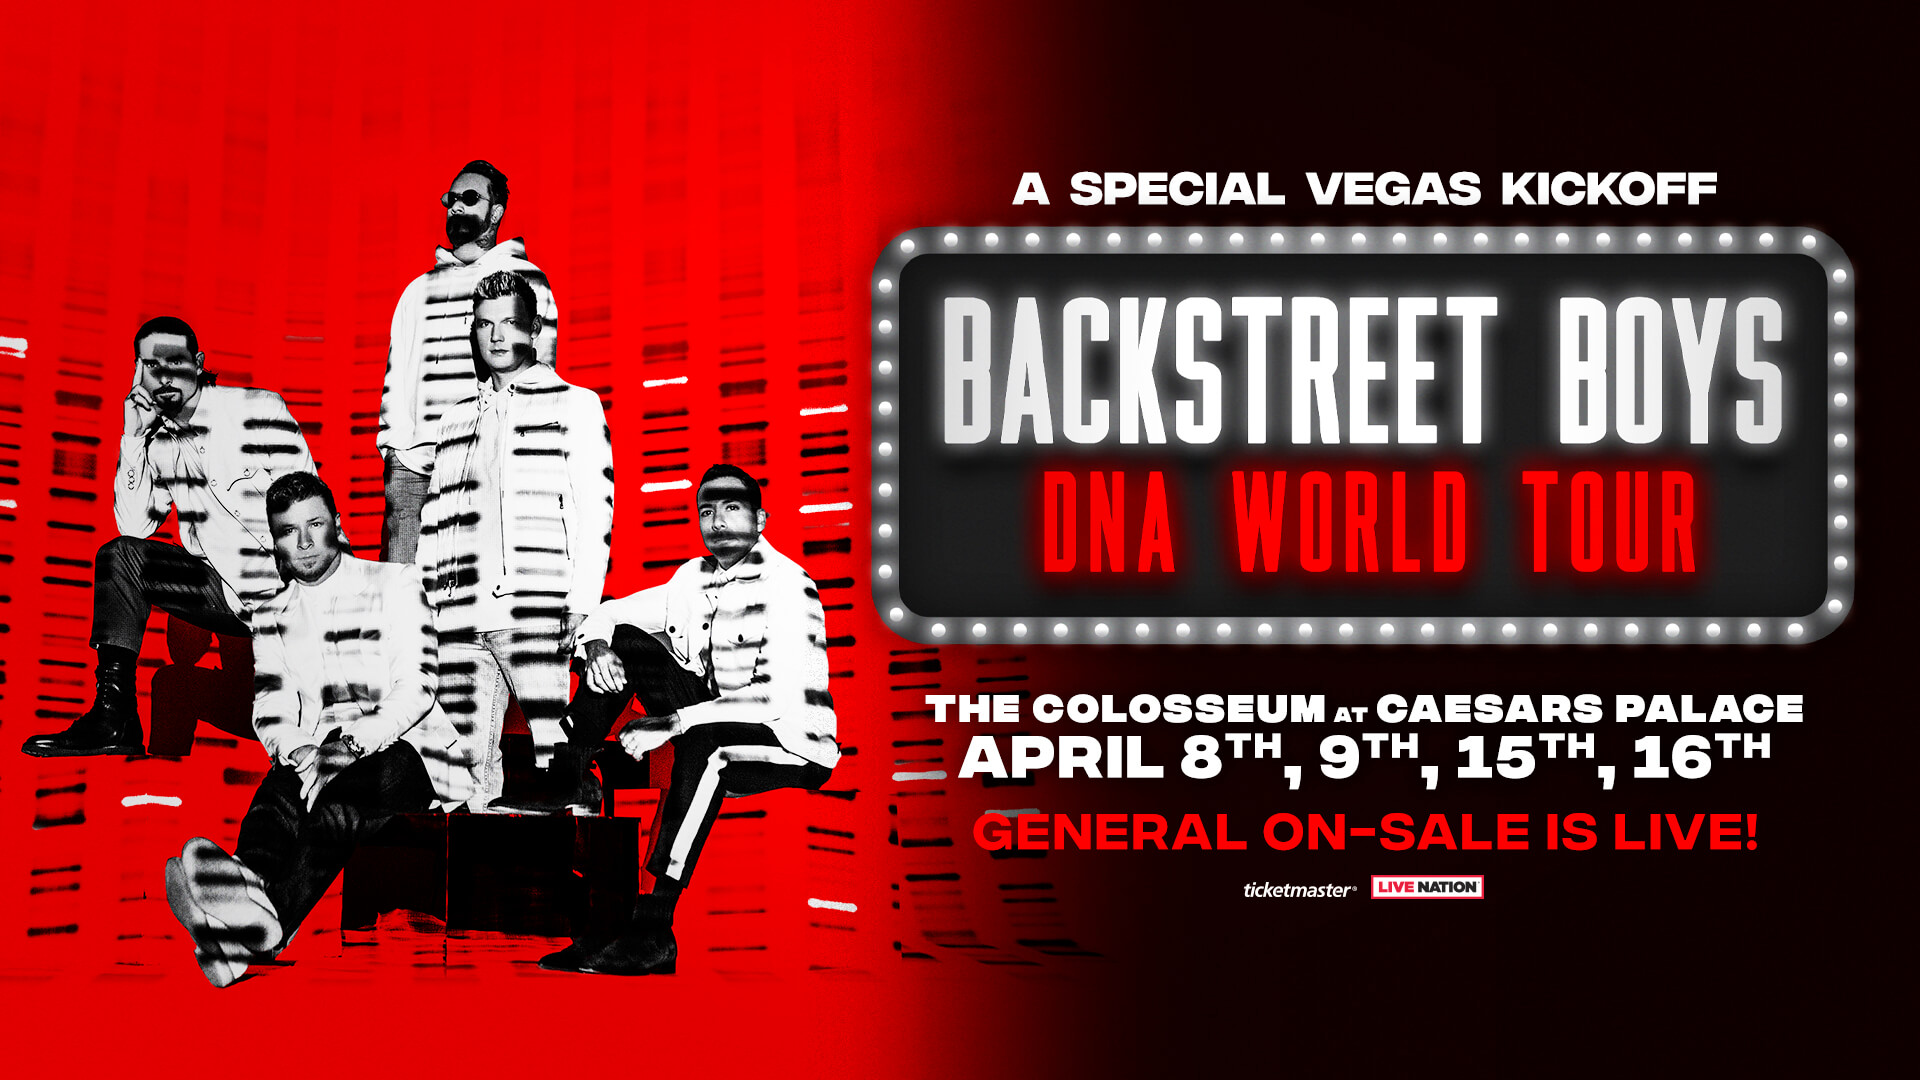 A SPECIAL VEGAS KICKOFF
BACKSTREET BOYS
DNA WORLD TOUR
THE COLOSSEUM AT CAESARS PALACE
APRIL 8TH, 9TH, 15TH, 16TH
GENERAL ON-SALE IS LIVE!
ticketmaster® LIVE NATION